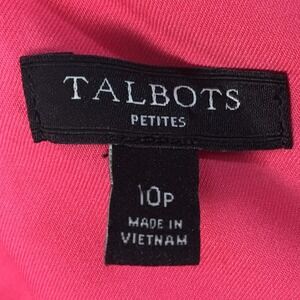 TALBOTS
PETITES
10P
MADE IN
VIETNAM